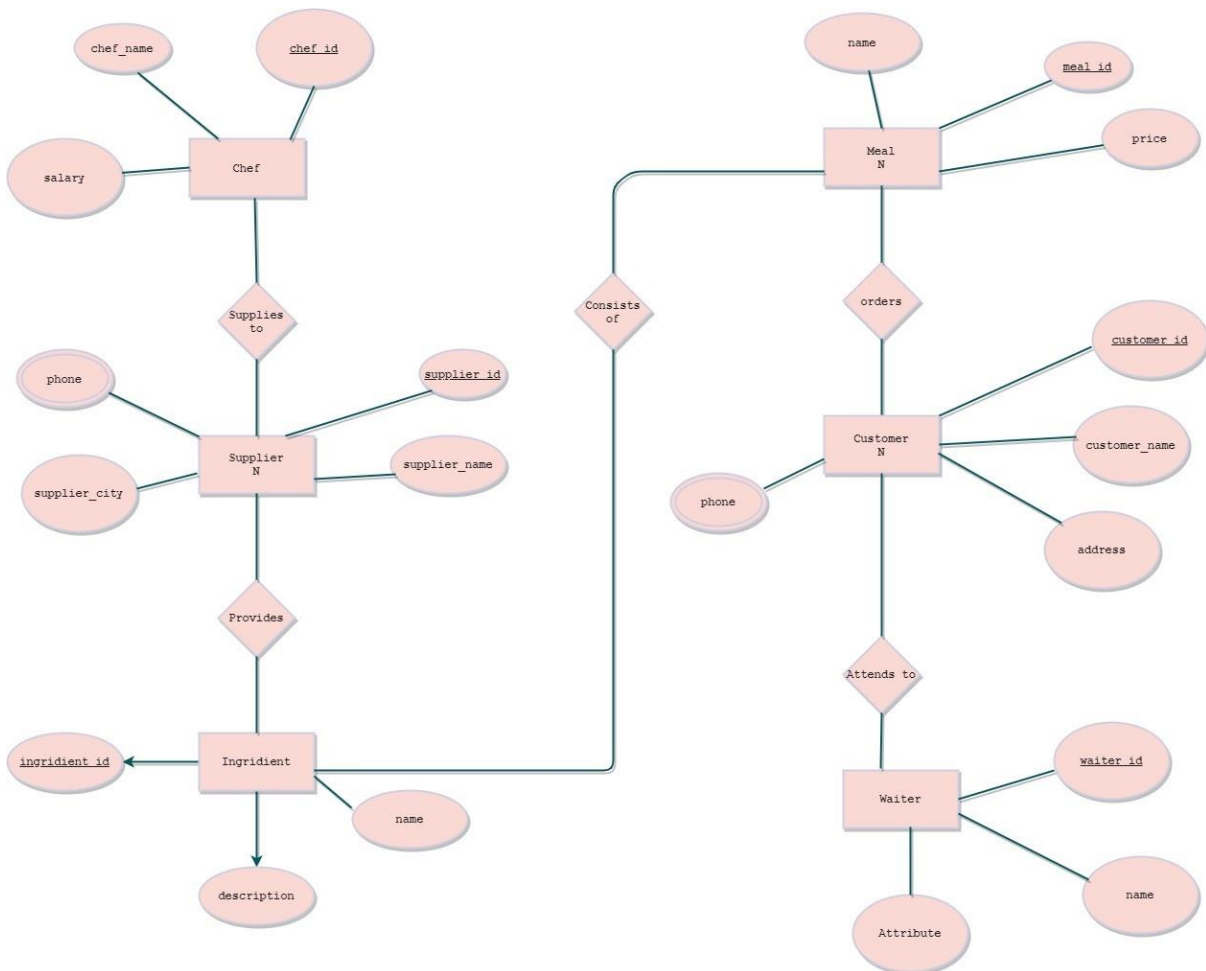 chef_name
chef_id
salary
Chef
Supplies
to
phone
supplier_id
Supplier
N
supplier_city
supplier_name
Provides
ingridient_id
Ingridient
name
description
Consists
of
name
meal_id
Meal
N
price
orders
customer_id
Customer
N
customer_name
phone
address
Attends to
waiter_id
Waiter
name
Attribute